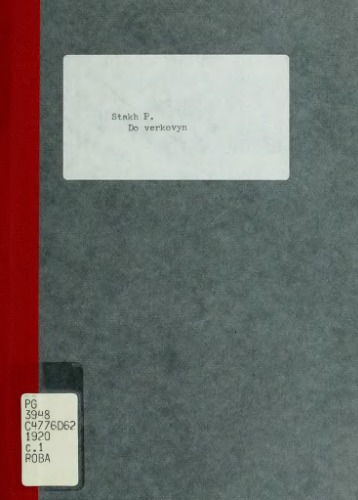 Stakh P.
Do verkovyn
PG
3948
C4776D62
1920
c.1
ROBA